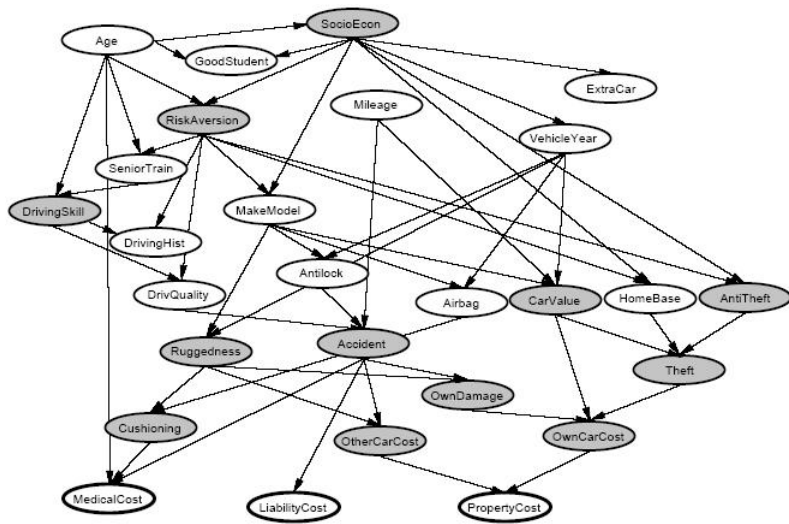 SocioEcon
Age
GoodStudent
ExtraCar
Mileage
RiskAversion
VehicleYear
SeniorTrain
DrivingSkill
MakeModel
DrivingHist
Antilock
DrivQuality
Airbag
CarValue
HomeBase
AntiTheft
Ruggedness
Accident
Theft
OwnDamage
Cushioning
OtherCarCost
OwnCarCost
MedicalCost
LiabilityCost
PropertyCost